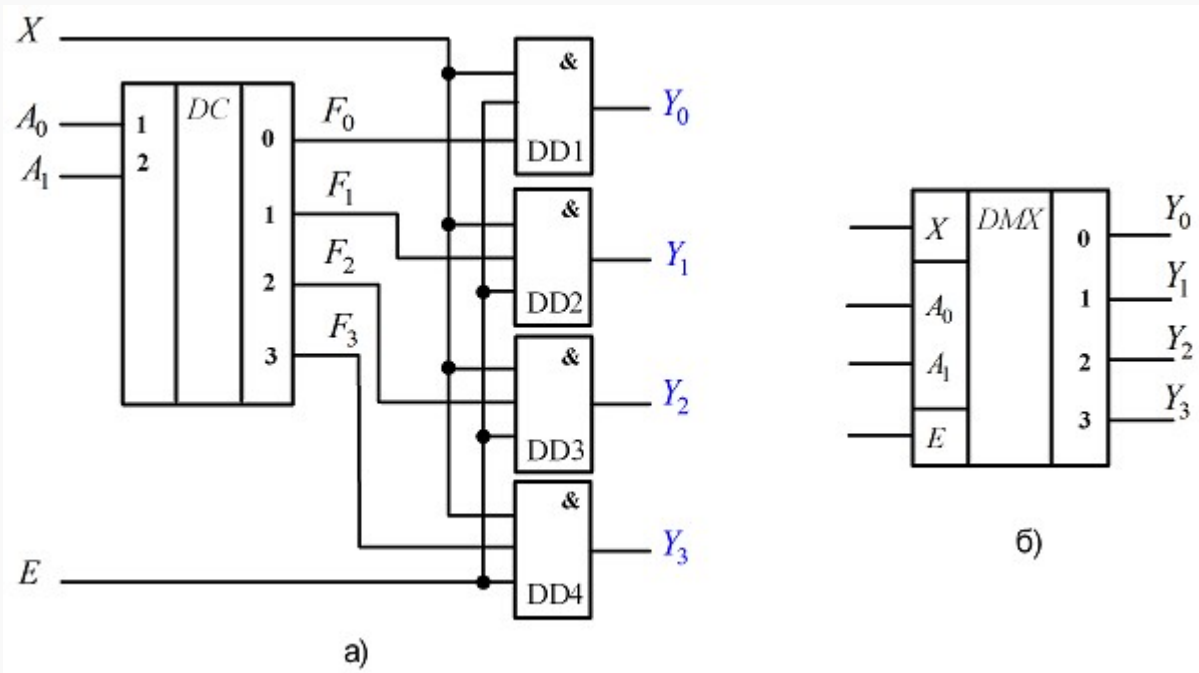 X
&
DD1
Y₀
A₀
A₁
1
2
DC
0
1
2
3
F₀
F₁
F₂
F₃
&
DD2
Y₁
&
DD3
Y₂
&
DD4
Y₃
E
а)
X
A₀
A₁
E
DMX
0
1
2
3
Y₀
Y₁
Y₂
Y₃
б)